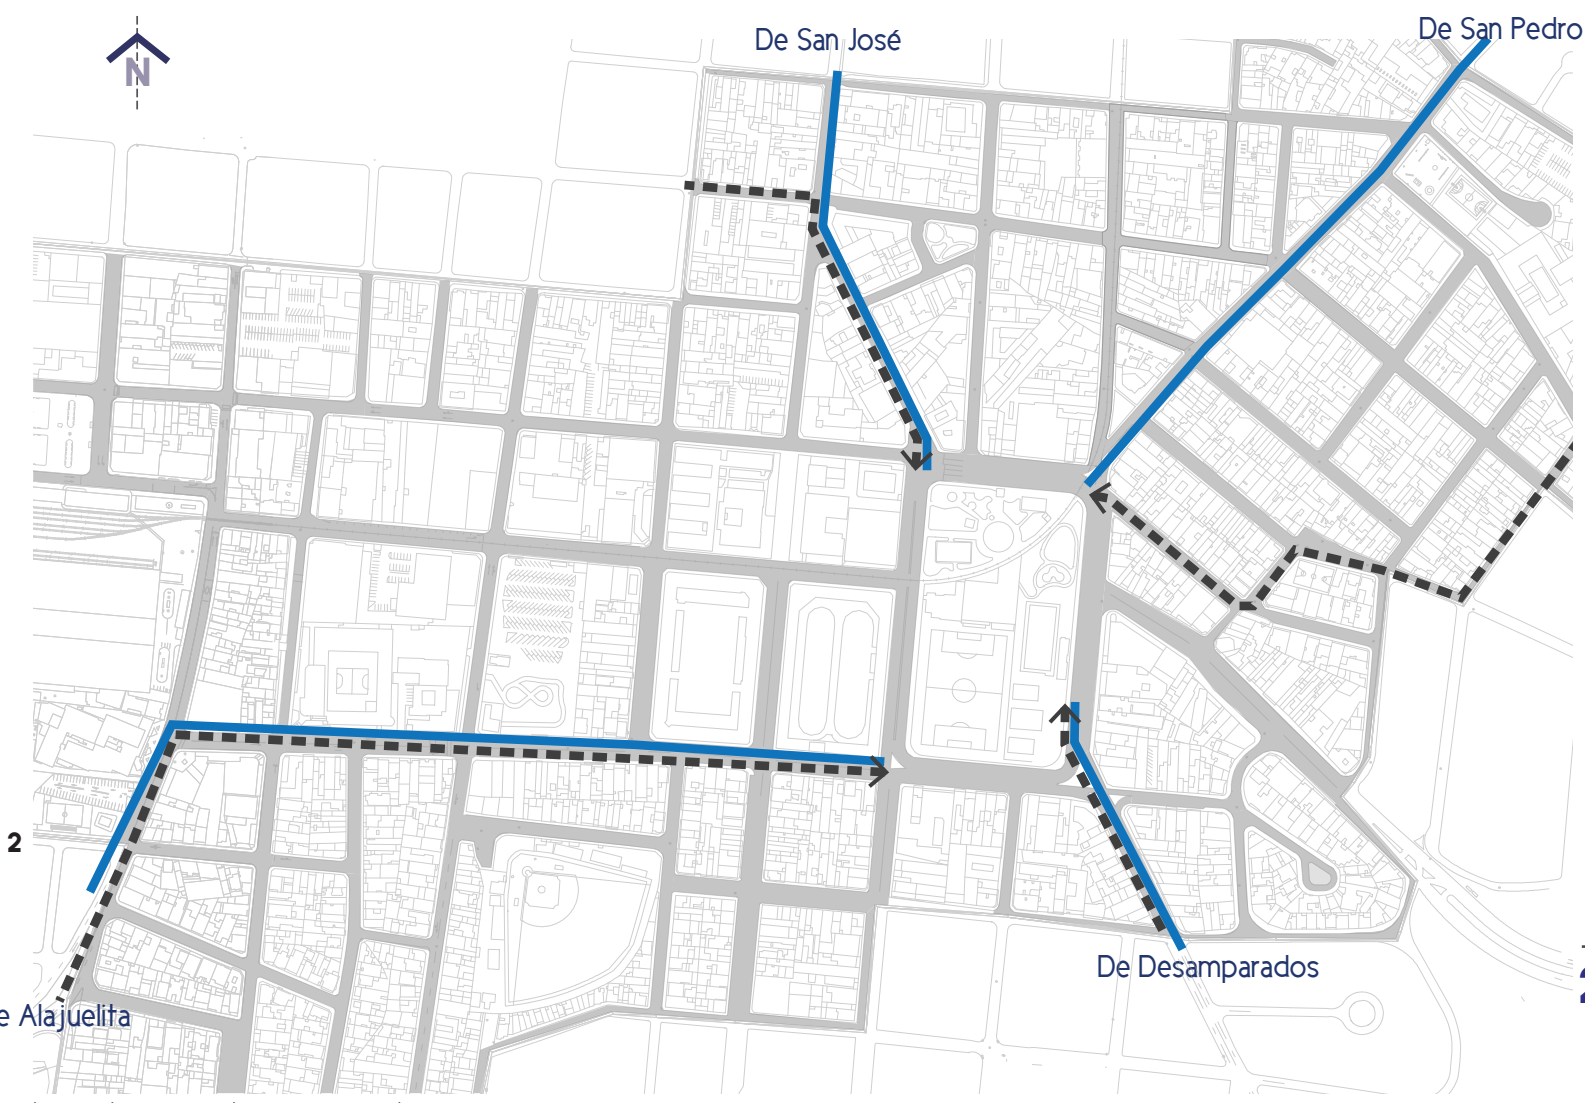 De San José
De San Pedro
N
2
De Desamparados
e Alajuelita